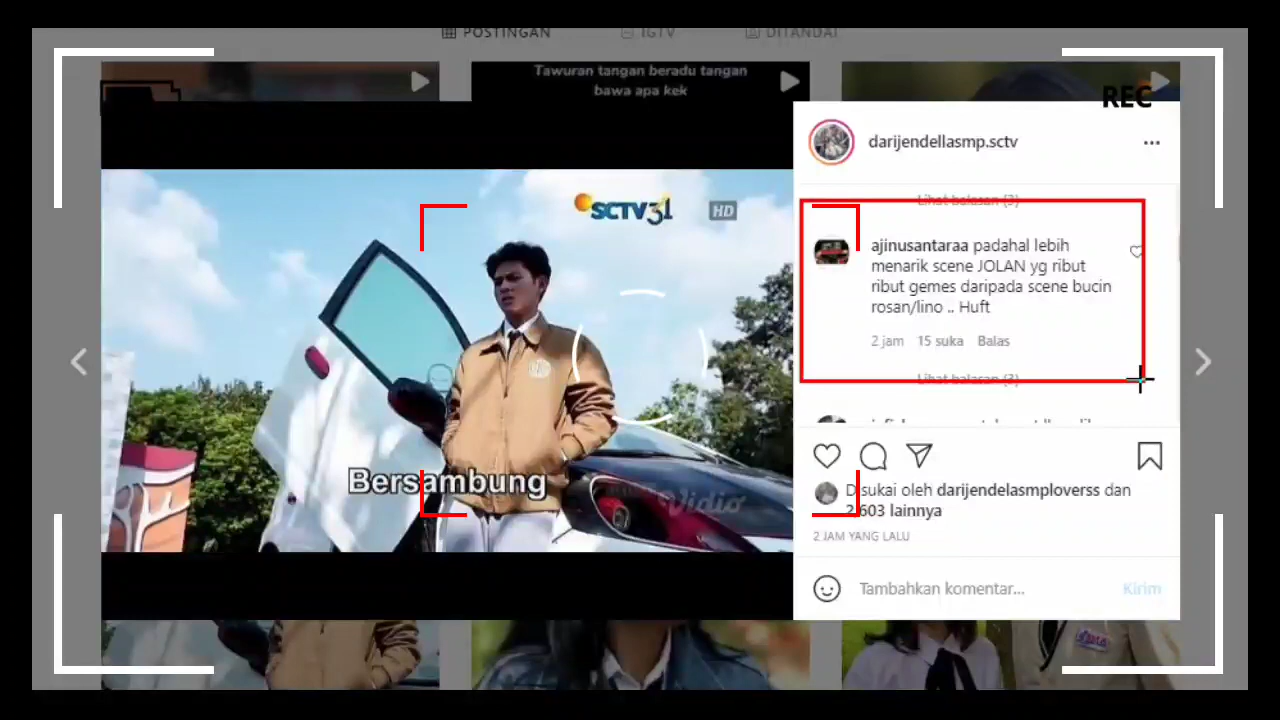 POSTINGAN
IGTV
DITANDAI
Tawuran tangan beradu tangan
bawa apa kek
REC
darijendellasmp.sctv
SCTV31
HD
Lihat balasan (3)
ajinusantaraa padahal lebih
menarik scene JOLAN yg ribut
ribut gemes daripada scene bucin
rosan/lino .. Huft
2 jam 15 suka Balas
Lihat balasan (3)
Bersambung
Vidio
Disukai oleh darijendelasmploverss dan
2.603 lainnya
2 JAM YANG LALU
Tambahkan komentar...
Kirim